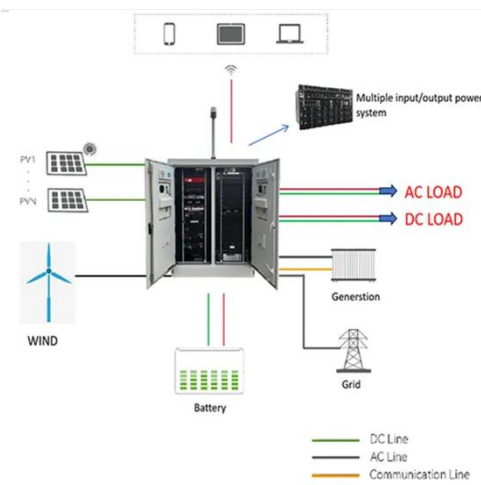 Multiple input/output power
system
PV1
PVN
AC LOAD
DC LOAD
WIND
Generstion
Grid
Battery
DC Line
AC Line
Communication Line